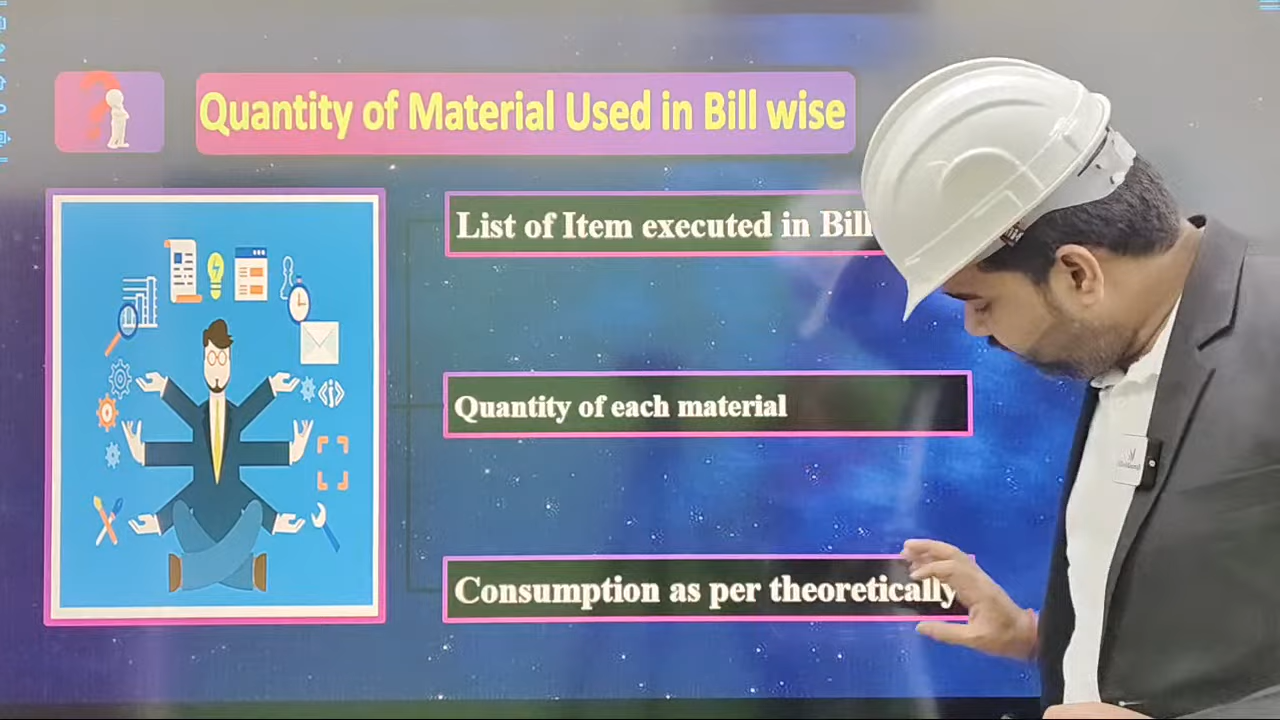 Quantity of Material Used in Bill wise
List of Item executed in Bill
Quantity of each material
Consumption as per theoretically